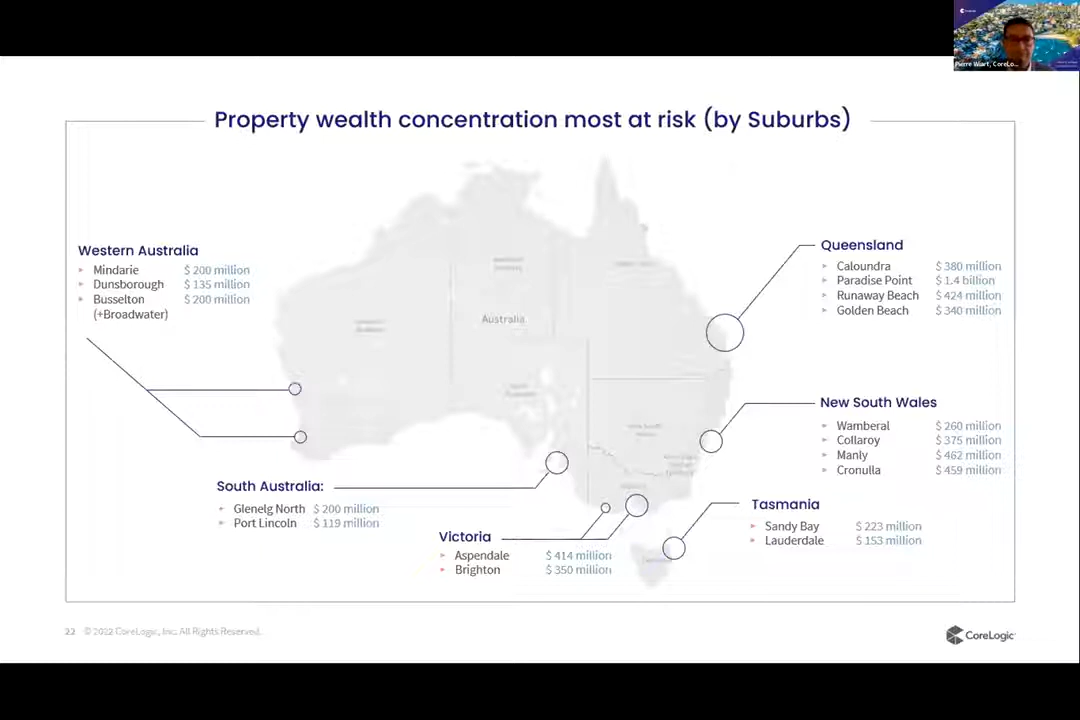 Pierre Wiart, CoreLo...
Property wealth concentration most at risk (by Suburbs)
Western Australia
Mindarie $ 200 million
Dunsborough $ 135 million
Busselton $ 200 million
(+Broadwater)
Queensland
Caloundra $ 380 million
Paradise Point $ 1.4 billion
Runaway Beach $ 424 million
Golden Beach $ 340 million
Australia
New South Wales
Wamberal $ 260 million
Collaroy $ 375 million
Manly $ 462 million
Cronulla $ 459 million
South Australia:
Glenelg North $ 200 million
Port Lincoln $ 119 million
Victoria
Aspendale $ 414 million
Brighton $ 350 million
Tasmania
Sandy Bay $ 223 million
Lauderdale $ 153 million
22 © 2022 CoreLogic, Inc. All Rights Reserved.
CoreLogic